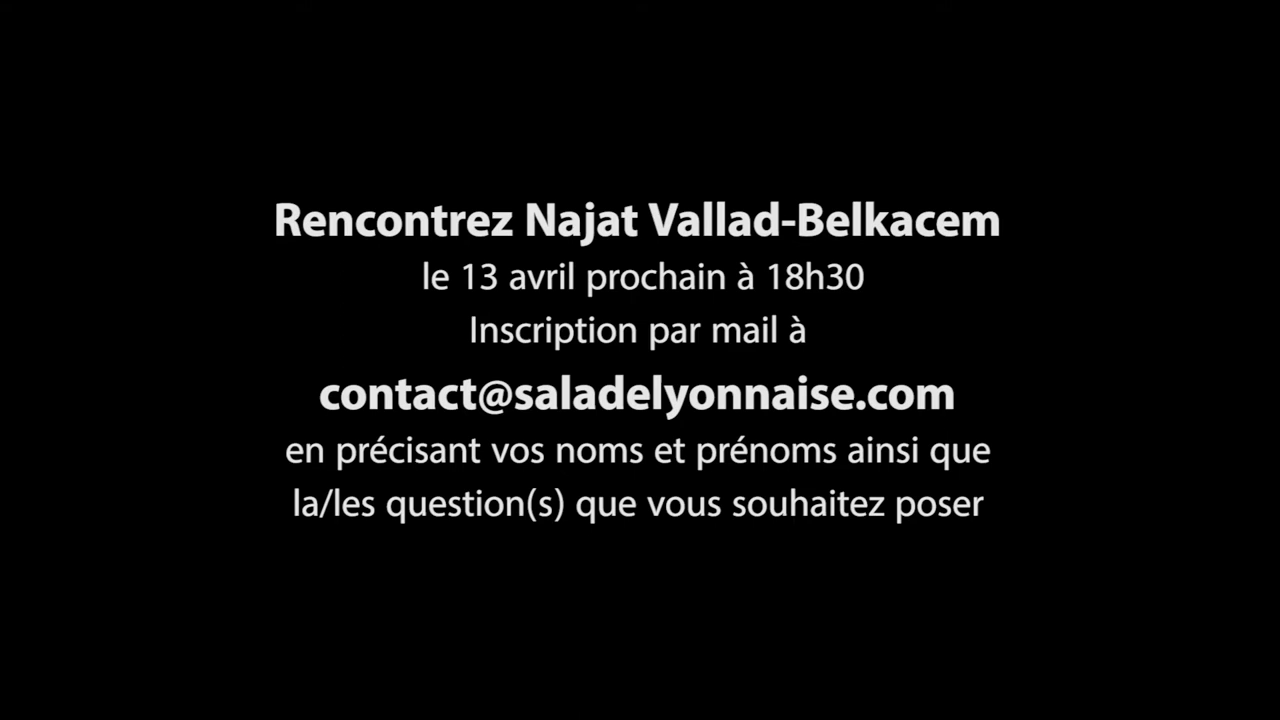 Rencontrez Najat Vallad-Belkacem
le 13 avril prochain à 18h30
Inscription par mail à
contact@saladelyonnaise.com
en précisant vos noms et prénoms ainsi que
la/les question(s) que vous souhaitez poser